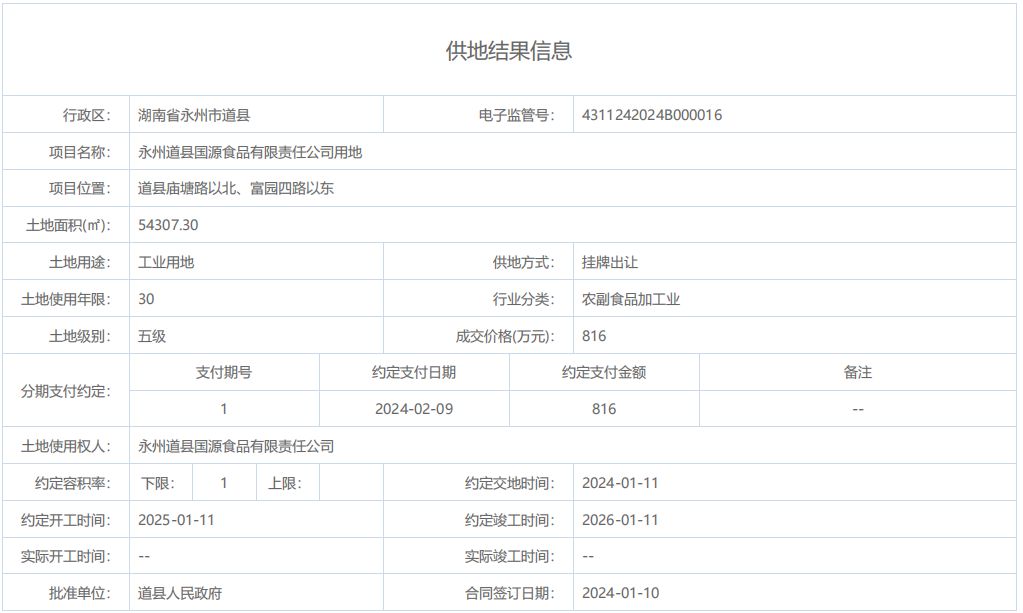 供地结果信息
行政区： 湖南省永州市道县 电子监管号： 4311242024B000016
项目名称： 永州道县国源食品有限责任公司用地
项目位置： 道县庙塘路以北、富园四路以东
土地面积(㎡)： 54307.30
土地用途： 工业用地 供地方式： 挂牌出让
土地使用年限： 30 行业分类： 农副食品加工业
土地级别： 五级 成交价格(万元)： 816
分期支付约定： 支付期号 约定支付日期 约定支付金额 备注
1 2024-02-09 816 --
土地使用权人： 永州道县国源食品有限责任公司
约定容积率： 下限： 1 上限： 约定交地时间： 2024-01-11
约定开工时间： 2025-01-11 约定竣工时间： 2026-01-11
实际开工时间： -- 实际竣工时间： --
批准单位： 道县人民政府 合同签订日期： 2024-01-10